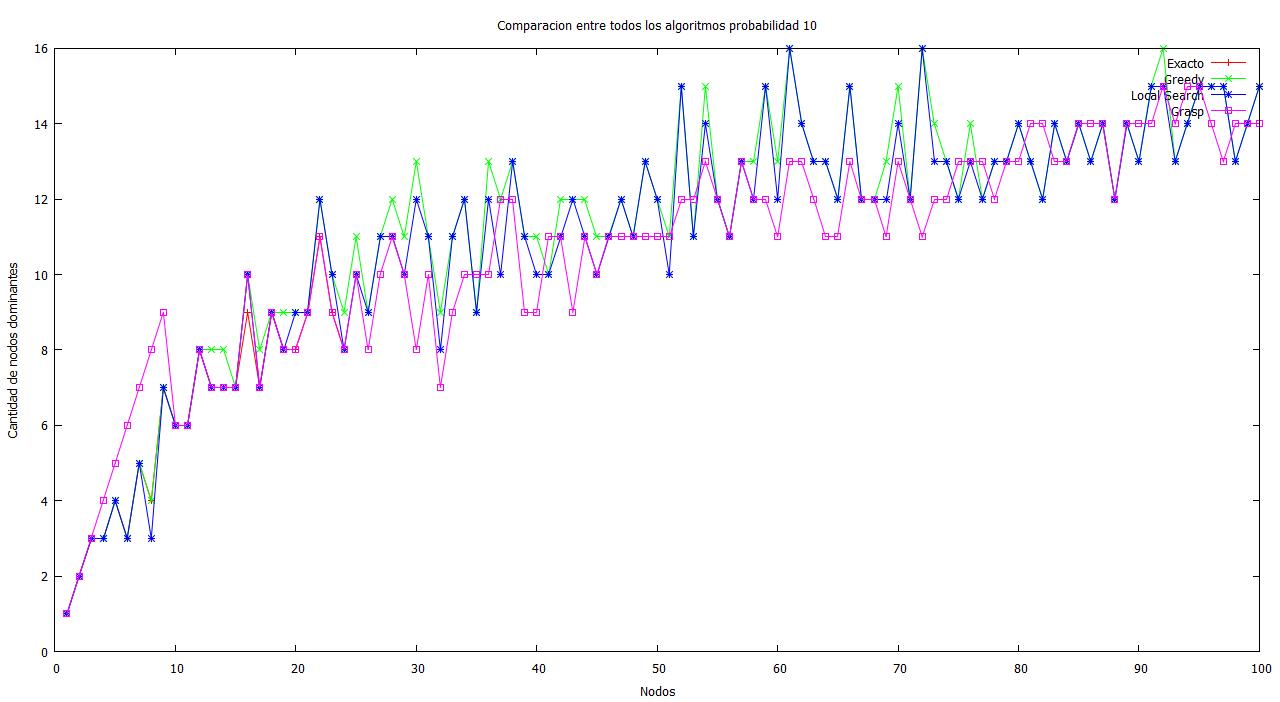 Comparacion entre todos los algoritmos probabilidad 10
16
14
12
10
8
6
4
2
0
Cantidad de nodos dominantes
Exacto
Greedy
Local Search
Grasp
0 10 20 30 40 50 60 70 80 90 100
Nodos